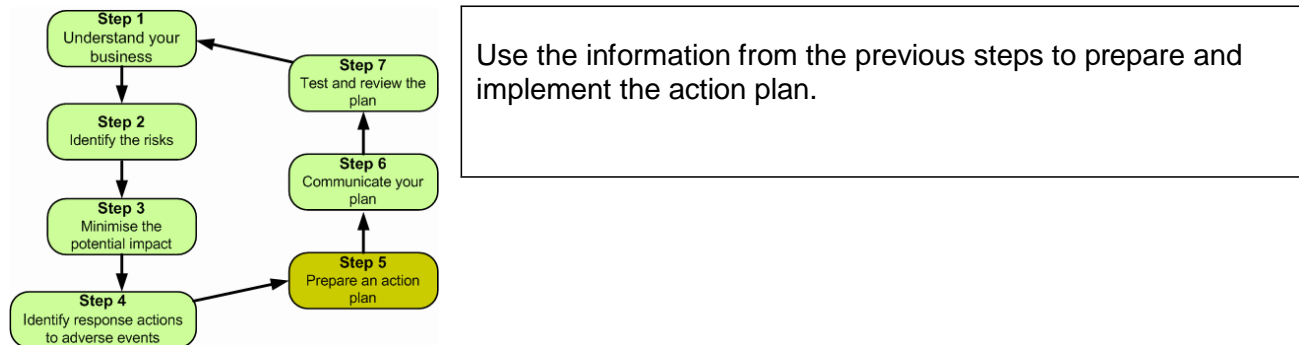 Step 1
Understand your
business
Step 2
Identify the risks
Step 3
Minimise the
potential impact
Step 4
Identify response actions
to adverse events
Step 5
Prepare an action
plan
Step 6
Communicate your
plan
Step 7
Test and review the
plan
Use the information from the previous steps to prepare and
implement the action plan.